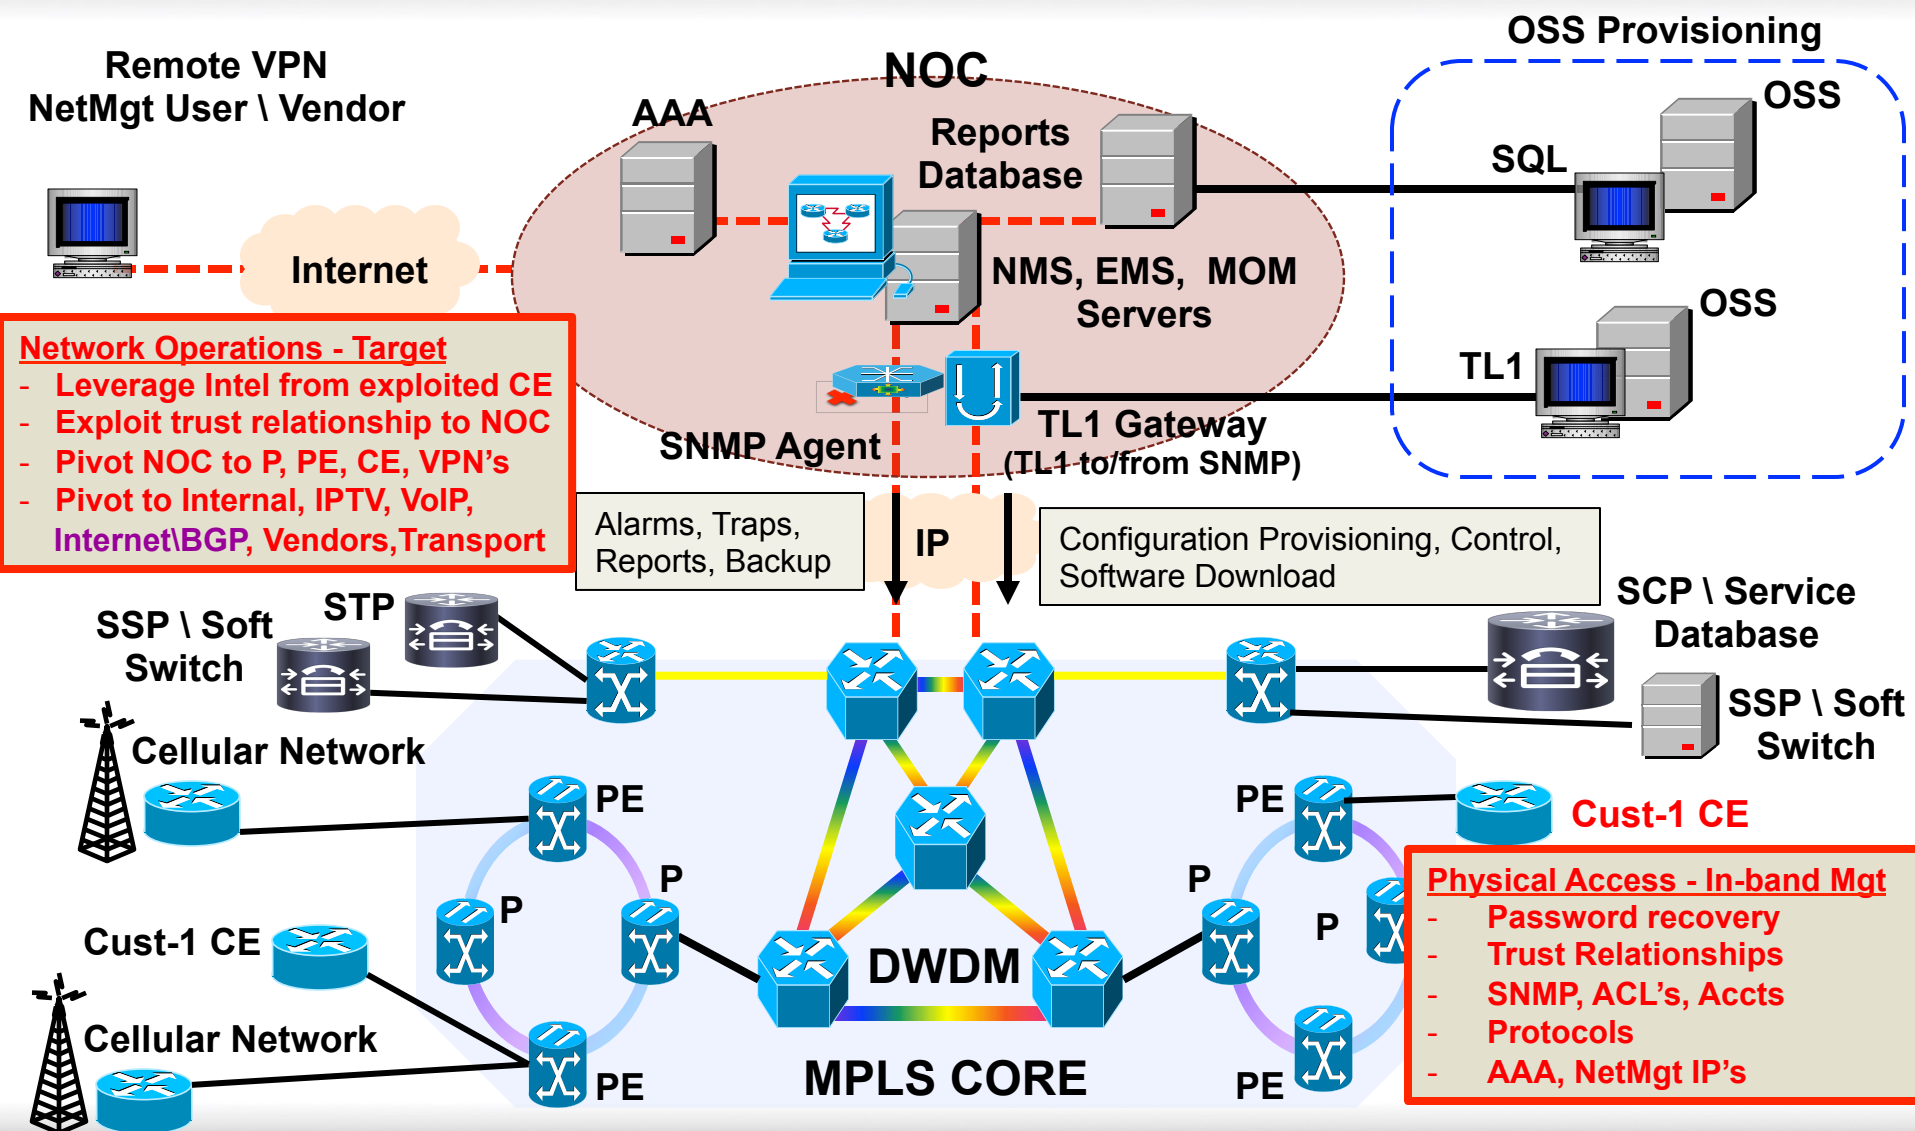 OSS Provisioning
Remote VPN
NetMgt User \ Vendor
NOC
AAA
Reports
Database
OSS
SQL
Internet
NMS, EMS, MOM
Servers
OSS
TL1
Network Operations - Target
- Leverage Intel from exploited CE
- Exploit trust relationship to NOC
- Pivot NOC to P, PE, CE, VPN's
- Pivot to Internal, IPTV, VoIP,
Internet\BGP, Vendors,Transport
SNMP Agent
TL1 Gateway
(TL1 to/from SNMP)
Alarms, Traps,
Reports, Backup
IP
Configuration Provisioning, Control,
Software Download
SSP \ Soft
Switch
STP
SCP \ Service
Database
SSP \ Soft
Switch
Cellular Network
PE
PE
Cust-1 CE
P
P
P
P
Cust-1 CE
DWDM
Physical Access - In-band Mgt
- Password recovery
- Trust Relationships
- SNMP, ACL's, Accts
- Protocols
- AAA, NetMgt IP's
Cellular Network
PE
MPLS CORE
PE